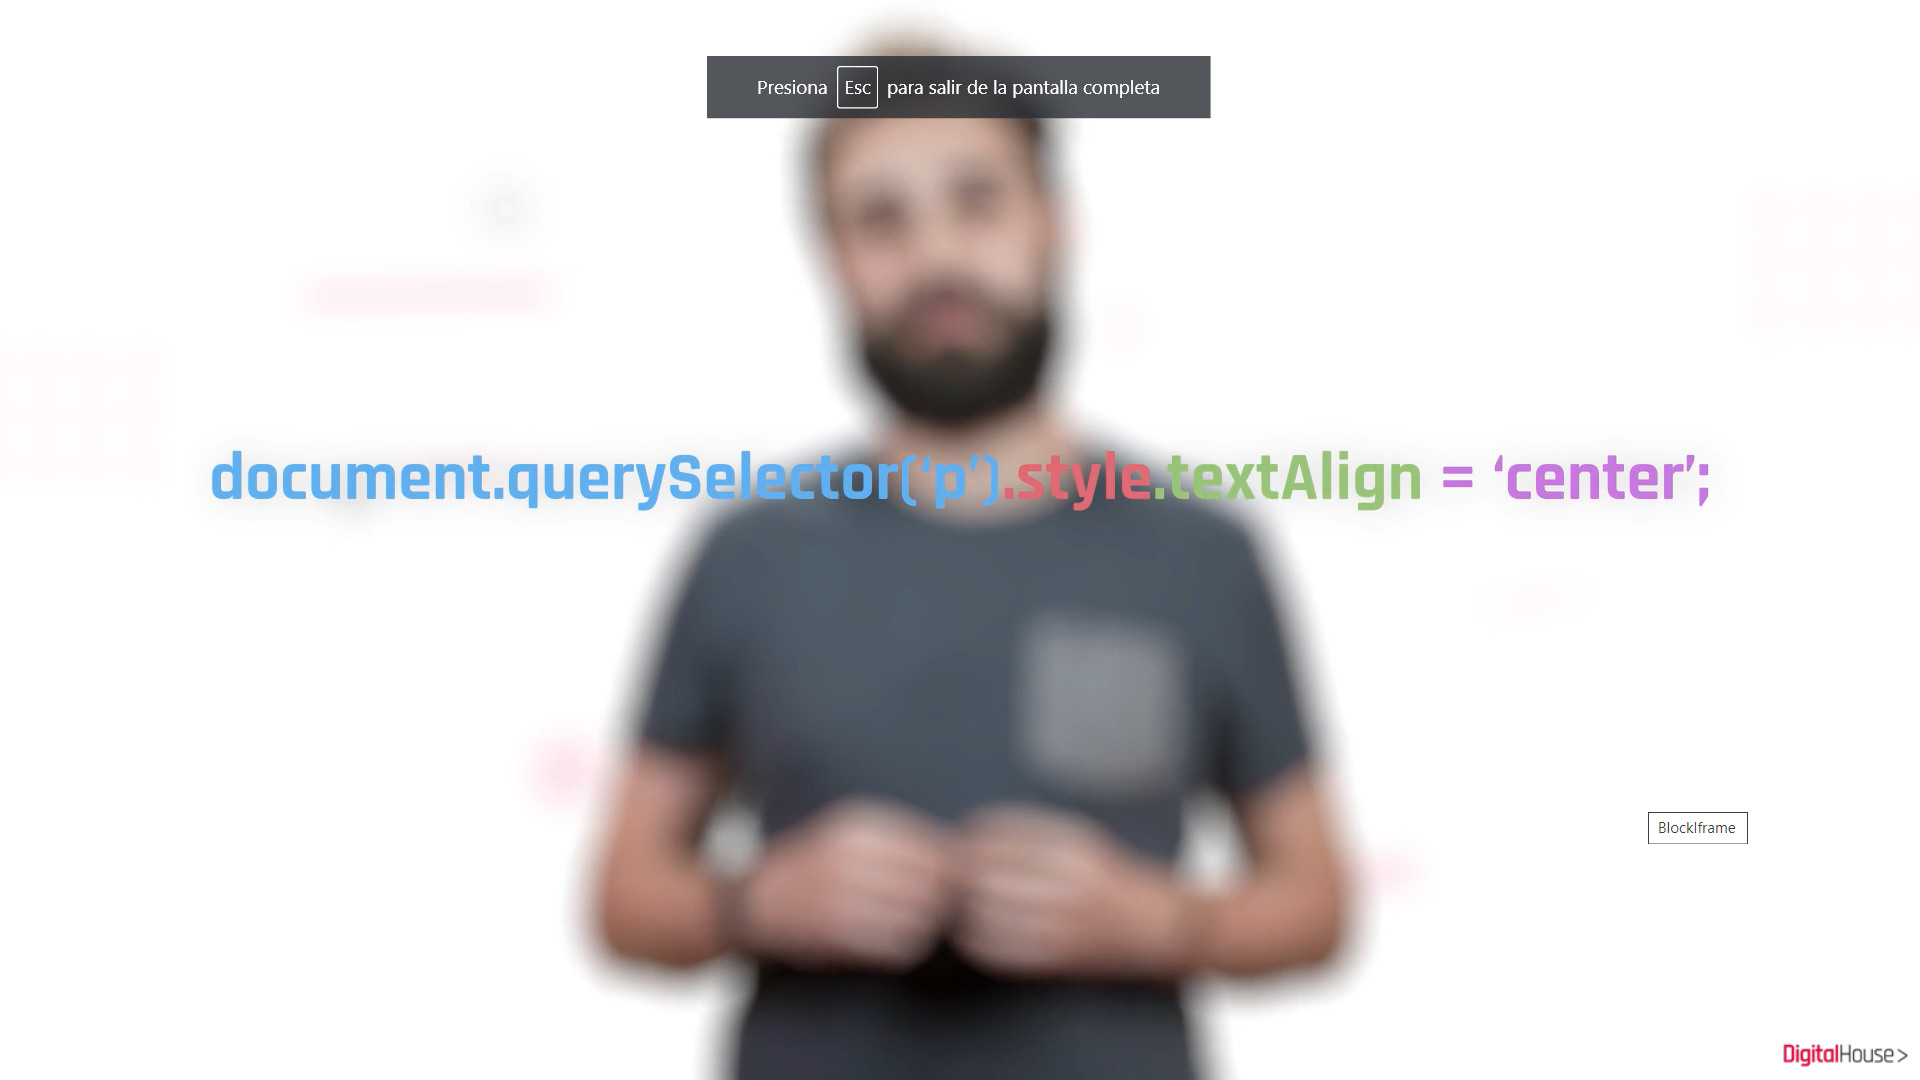 Presiona Esc para salir de la pantalla completa
document.querySelector(‘p’).style.textAlign = ‘center’;
BlockIframe
DigitalHouse>